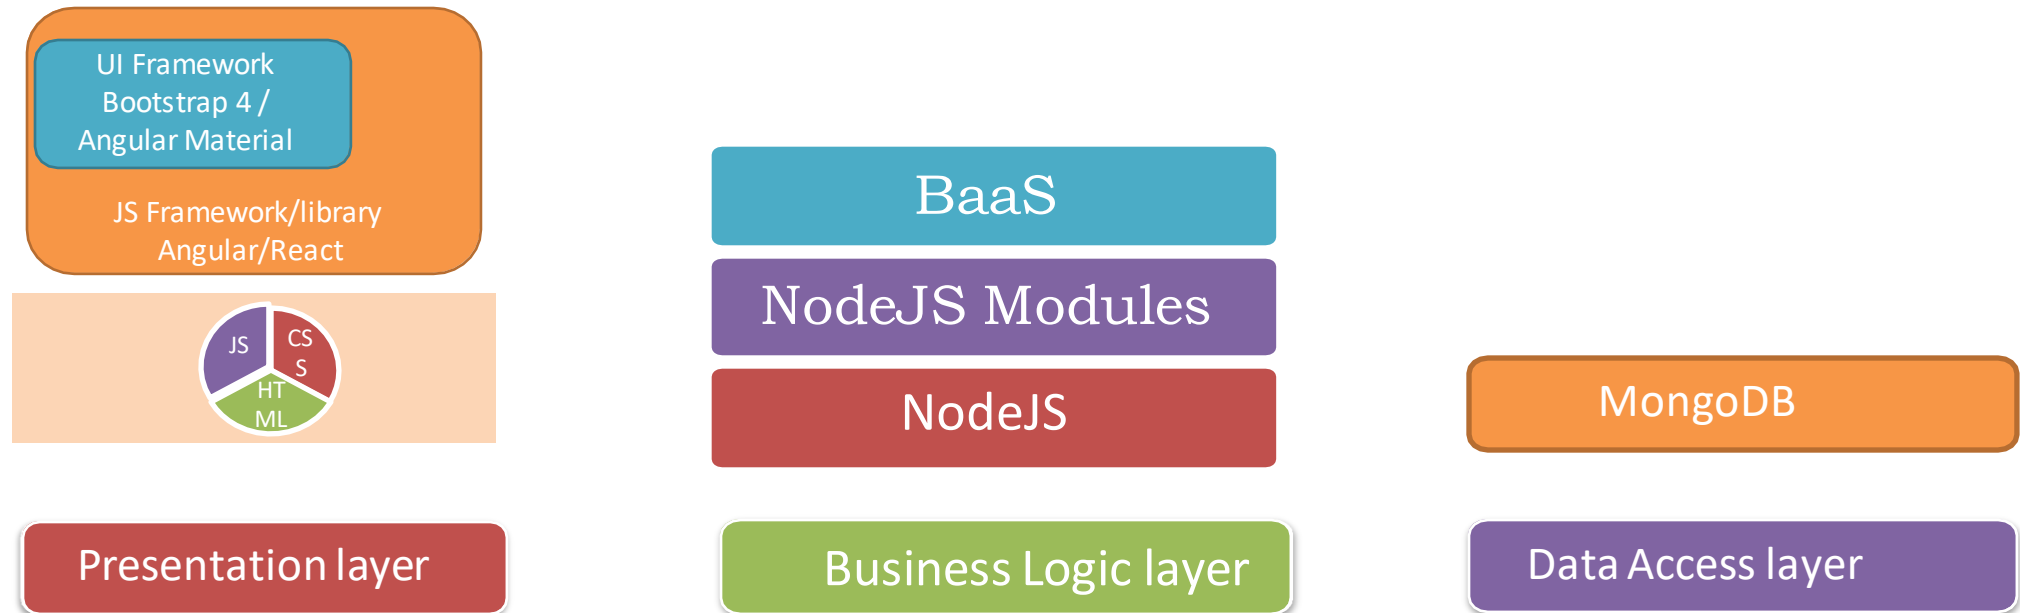 UI Framework
Bootstrap 4 /
Angular Material
JS Framework/library
Angular/React
JS
CS
S
HT
ML
Presentation layer
BaaS
NodeJS Modules
NodeJS
Business Logic layer
MongoDB
Data Access layer